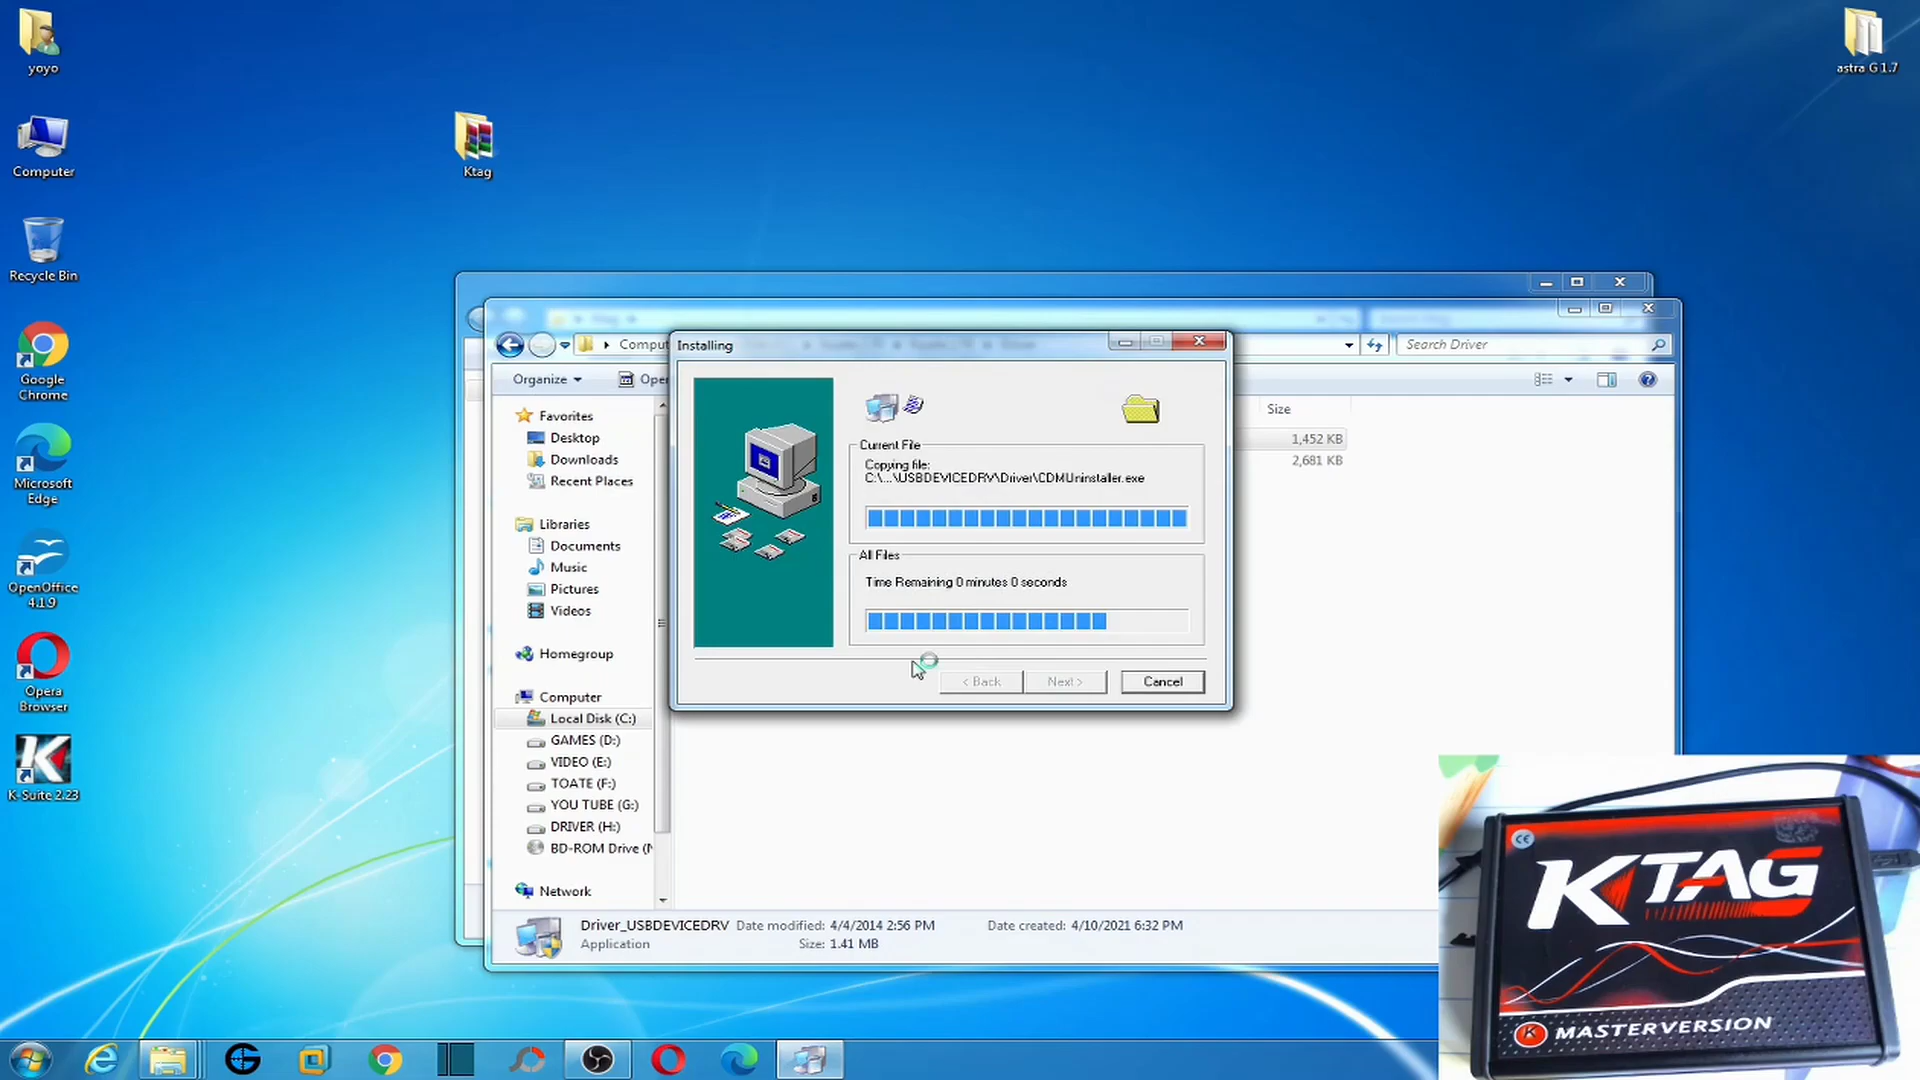 yoyo
Computer
Recycle Bin
Google
Chrome
Microsoft
Edge
OpenOffice
4.1.9
Opera
Browser
K-Suite 2.23
Ktag
astra G 1.7
Search Driver
Organize
Size
1,452 KB
2,681 KB
Favorites
Desktop
Downloads
Recent Places
Libraries
Documents
Music
Pictures
Videos
Homegroup
Computer
Local Disk (C:)
GAMES (D:)
VIDEO (E:)
TOATE (F:)
YOU TUBE (G:)
DRIVER (H:)
BD-ROM Drive
Network
Installing
Current File
Copying file:
C:\...\USBDEVICEDRV\Driver\CDMUninstaller.exe
All Files
Time Remaining 0 minutes 0 seconds
< Back
Next >
Cancel
Driver_USBDEVICEDRV Date modified: 4/4/2014 2:56 PM Date created: 4/10/2021 6:32 PM
Application Size: 1.41 MB
CE
KTAG
K MASTERVERSION